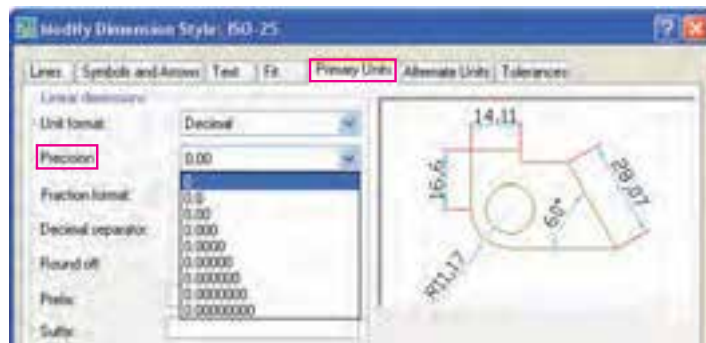 Modify Dimension Style: ISO-25
Lines Symbols and Arrows Text Fit Primary Units Alternate Units Tolerances
Linear dimensions
Unit format: Decimal
Precision 0.00
0
0.0
0.00
0.000
0.0000
0.00000
0.000000
0.0000000
0.00000000
Fraction format:
Decimal separator:
Round off:
Prefix:
Suffix:
14,11
16,6
28,07
60°
R11,17